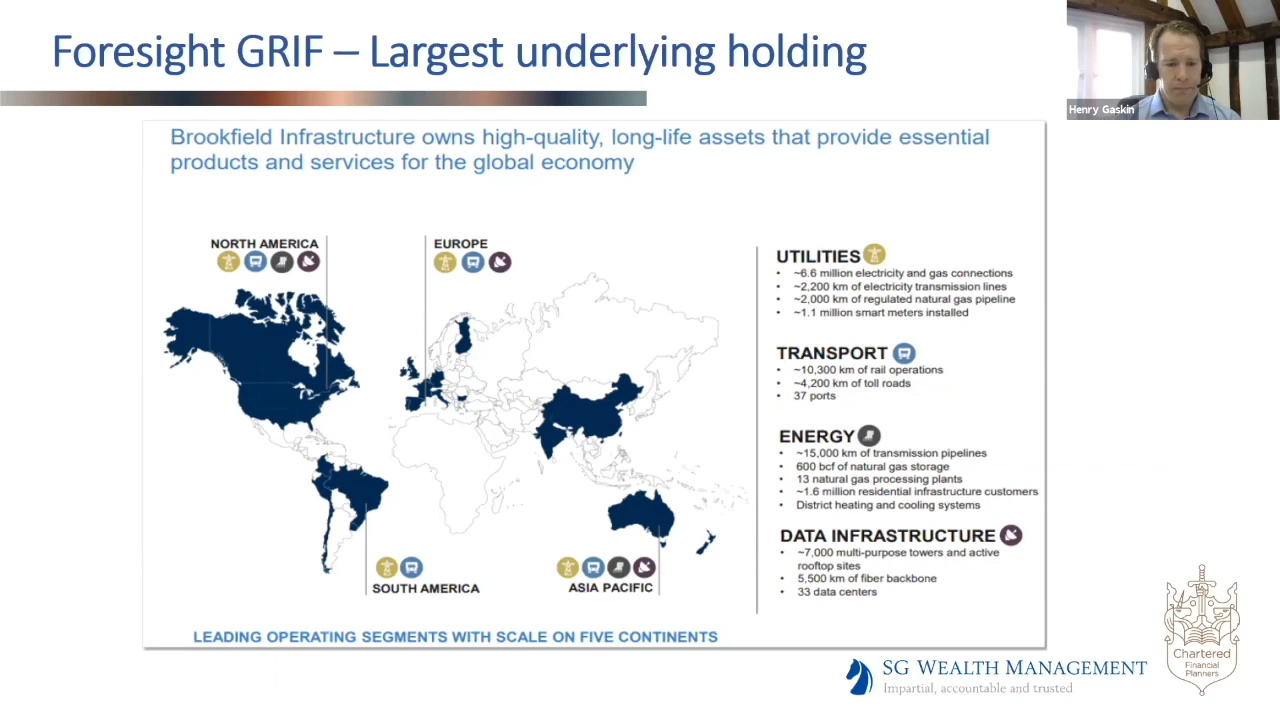 Foresight GRIF – Largest underlying holding
Henry Gaskin
Brookfield Infrastructure owns high-quality, long-life assets that provide essential
products and services for the global economy
NORTH AMERICA
EUROPE
SOUTH AMERICA
ASIA PACIFIC
LEADING OPERATING SEGMENTS WITH SCALE ON FIVE CONTINENTS
UTILITIES
• ~6.6 million electricity and gas connections
• ~2,200 km of electricity transmission lines
• ~2,000 km of regulated natural gas pipeline
• ~1.1 million smart meters installed
TRANSPORT
• ~10,300 km of rail operations
• ~4,200 km of toll roads
• 37 ports
ENERGY
• ~15,000 km of transmission pipelines
• 600 bcf of natural gas storage
• 13 natural gas processing plants
• ~1.6 million residential infrastructure customers
• District heating and cooling systems
DATA INFRASTRUCTURE
• ~7,000 multi-purpose towers and active
rooftop sites
• 5,500 km of fiber backbone
• 33 data centers
SG WEALTH MANAGEMENT
Impartial, accountable and trusted
Chartered
Financial
Planners